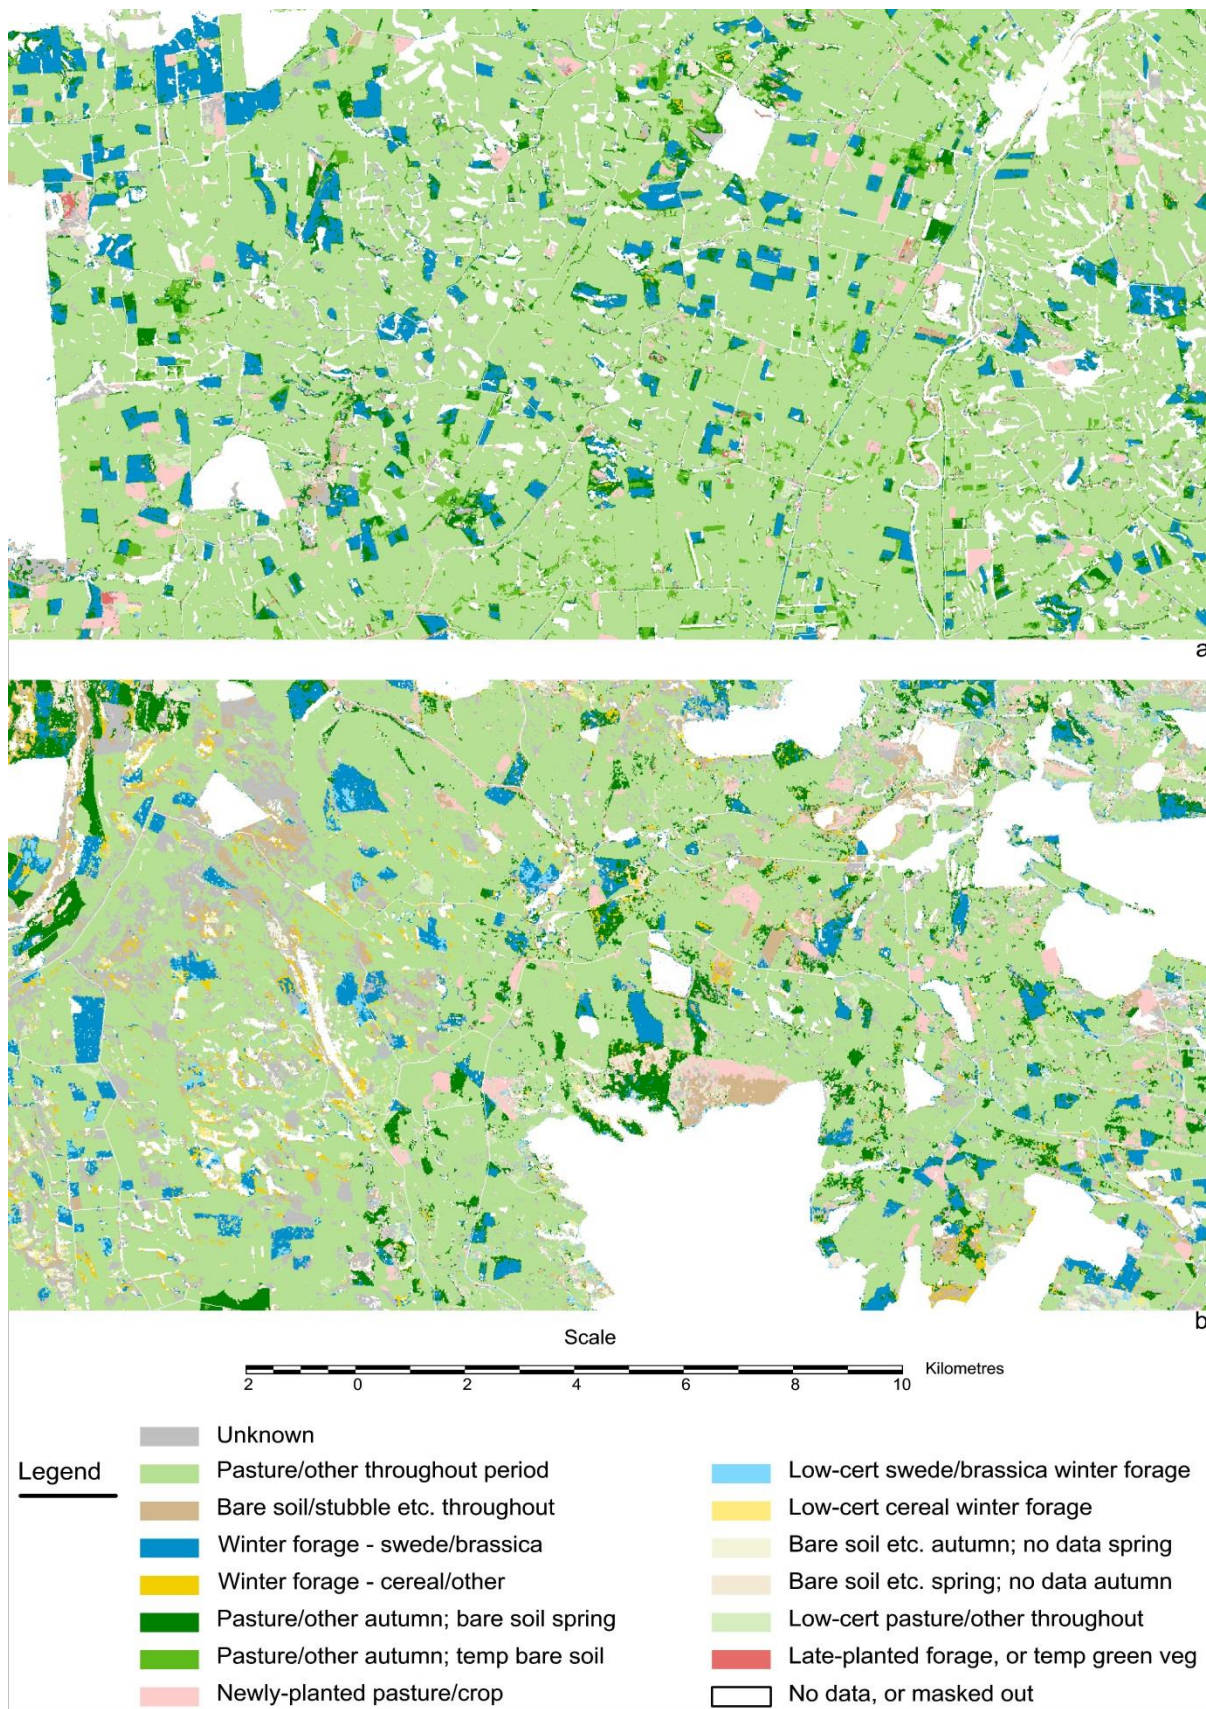 a
b
Scale
2 0 2 4 6 8 10 Kilometres
Legend
Unknown
Pasture/other throughout period
Bare soil/stubble etc. throughout
Winter forage - swede/brassica
Winter forage - cereal/other
Pasture/other autumn; bare soil spring
Pasture/other autumn; temp bare soil
Newly-planted pasture/crop
Low-cert swede/brassica winter forage
Low-cert cereal winter forage
Bare soil etc. autumn; no data spring
Bare soil etc. spring; no data autumn
Low-cert pasture/other throughout
Late-planted forage, or temp green veg
No data, or masked out